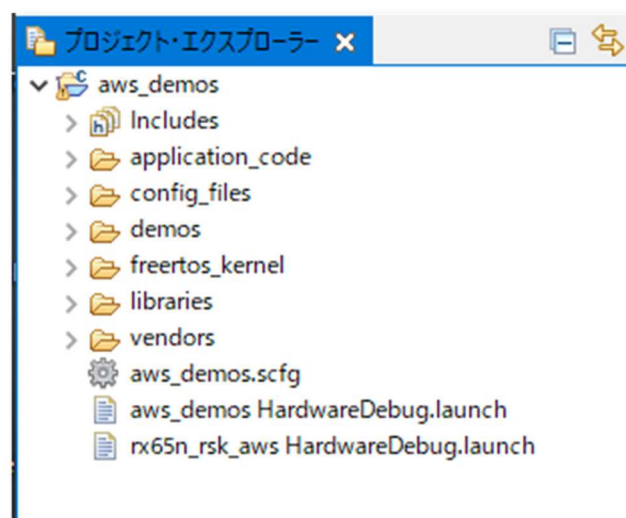 プロジェクト・エクスプローラー
aws_demos
Includes
application_code
config_files
demos
freertos_kernel
libraries
vendors
aws_demos.scfg
aws_demos HardwareDebug.launch
rx65n_rsk_aws HardwareDebug.launch